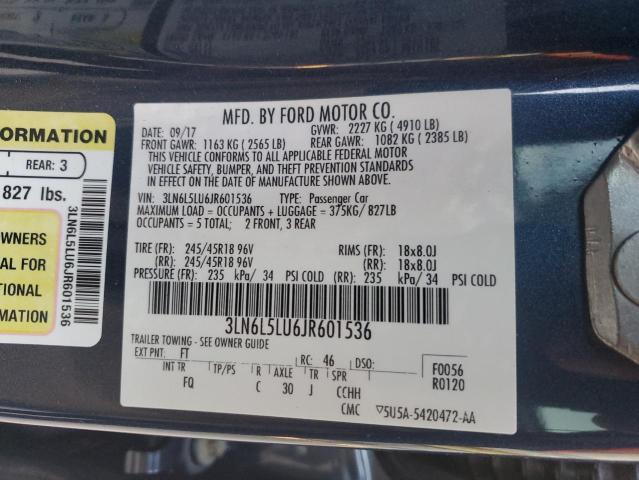 MFD. BY FORD MOTOR CO.
DATE: 09/17 GVWR: 2227 KG ( 4910 LB)
FRONT GAWR: 1163 KG ( 2565 LB) REAR GAWR: 1082 KG ( 2385 LB)
THIS VEHICLE CONFORMS TO ALL APPLICABLE FEDERAL MOTOR
VEHICLE SAFETY, BUMPER, AND THEFT PREVENTION STANDARDS
IN EFFECT ON THE DATE OF MANUFACTURE SHOWN ABOVE.
VIN: 3LN6L5LU6JR601536 TYPE: Passenger Car
MAXIMUM LOAD = OCCUPANTS + LUGGAGE = 375KG/ 827LB
OCCUPANTS = 5 TOTAL; 2 FRONT, 3 REAR
TIRE (FR): 245/45R18 96V RIMS (FR): 18x8.0J
(RR): 245/45R18 96V (RR): 18x8.0J
PRESSURE (FR): 235 kPa/ 34 PSI COLD (RR): 235 kPa/ 34 PSI COLD
3LN6L5LU6JR601536
TRAILER TOWING - SEE OWNER GUIDE
EXT PNT: FT RC: 46 DSO: F0056
INT TR TP/PS R AXLE TR SPR R0120
FQ C 30 J CCHH
CMC ▽5U5A-5420472-AA
ORMATION
REAR: 3
827 lbs.
OWNERS
AL FOR
TIONAL
MATION
3LN6L5LU6JR601536